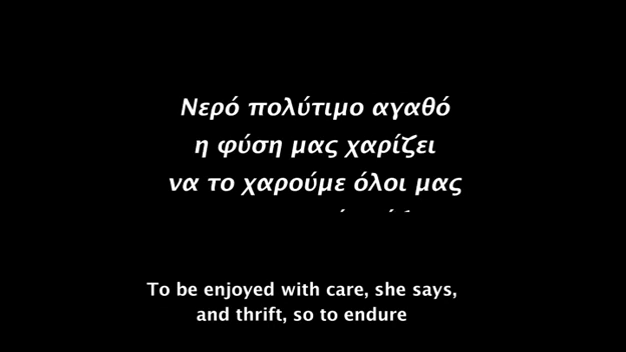 Νερό πολύτιμο αγαθό
η φύση μας χαρίζει
να το χαρούμε όλοι μας
To be enjoyed with care, she says,
and thrift, so to endure